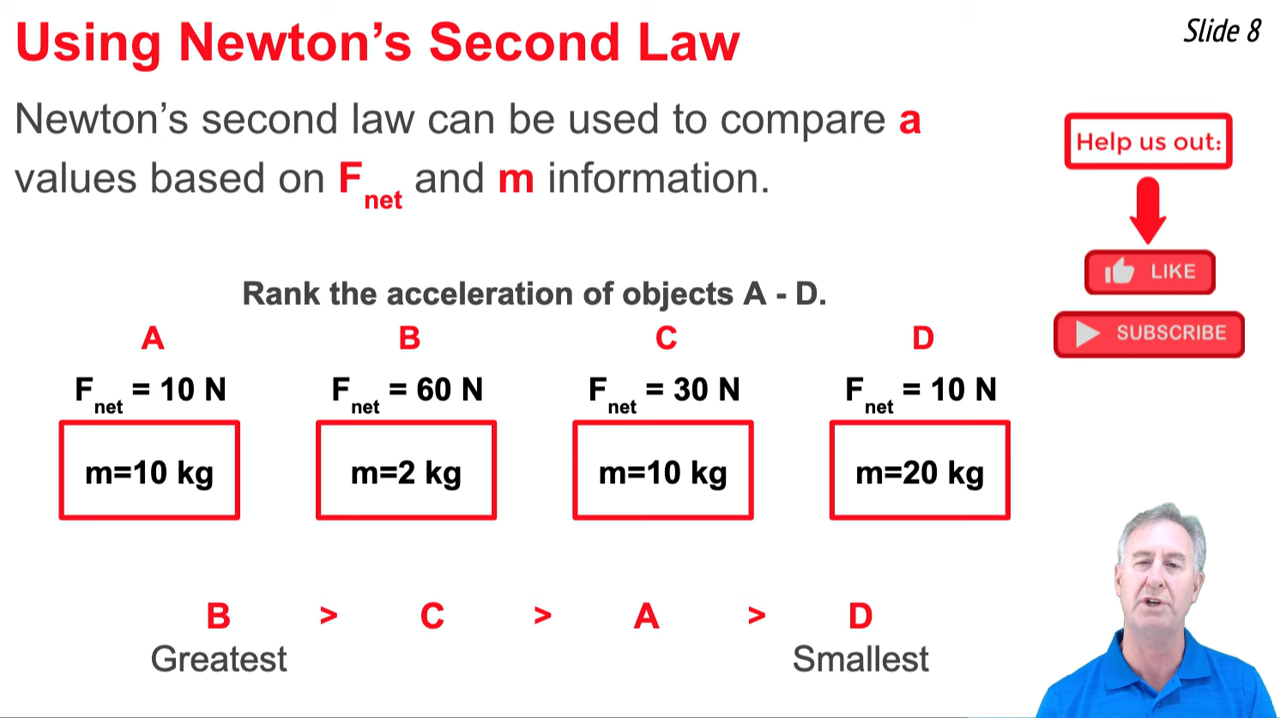 Using Newton’s Second Law
Slide 8
Newton’s second law can be used to compare a
values based on Fnet and m information.
Help us out:
LIKE
SUBSCRIBE
Rank the acceleration of objects A - D.
A B C D
Fnet = 10 N Fnet = 60 N Fnet = 30 N Fnet = 10 N
m=10 kg m=2 kg m=10 kg m=20 kg
B > C > A > D
Greatest Smallest